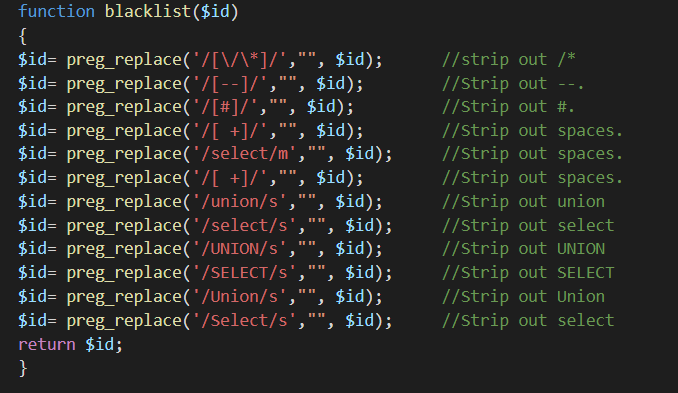 function blacklist($id)
{
$id= preg_replace('/[\/\*]/',"", $id);      //strip out /*
$id= preg_replace('/[--]/',"", $id);        //Strip out --.
$id= preg_replace('/[#]/',"", $id);         //Strip out #.
$id= preg_replace('/[ +]/',"", $id);        //Strip out spaces.
$id= preg_replace('/select/m',"", $id);     //Strip out spaces.
$id= preg_replace('/[ +]/',"", $id);        //Strip out spaces.
$id= preg_replace('/union/s',"", $id);      //Strip out union
$id= preg_replace('/select/s',"", $id);     //Strip out select
$id= preg_replace('/UNION/s',"", $id);      //Strip out UNION
$id= preg_replace('/SELECT/s',"", $id);     //Strip out SELECT
$id= preg_replace('/Union/s',"", $id);      //Strip out Union
$id= preg_replace('/Select/s',"", $id);     //Strip out select
return $id;
}